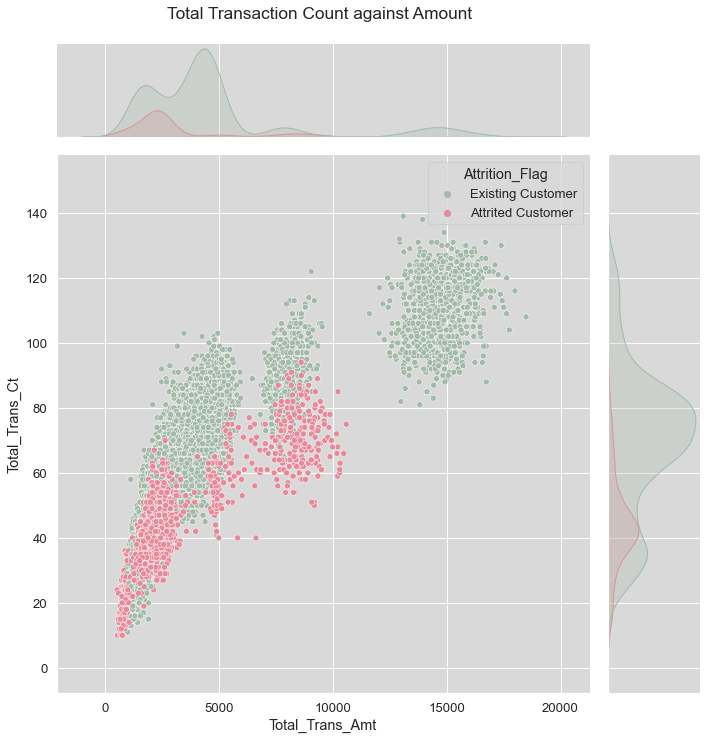 Total Transaction Count against Amount
Attrition_Flag
Existing Customer
Attrited Customer
Total_Trans_Ct
140
120
100
80
60
40
20
0
0 5000 10000 15000 20000
Total_Trans_Amt